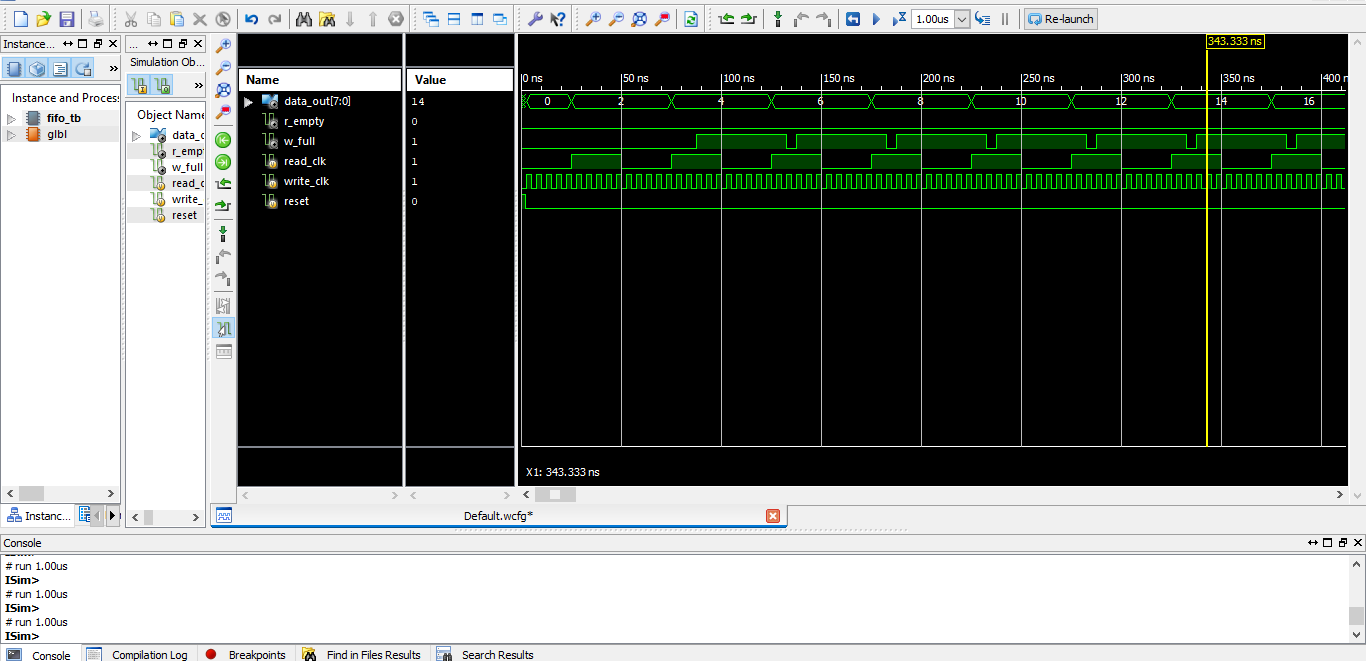 1.00us
Re-launch
Instance...
...
»
Instance and Process
fifo_tb
glbl
Instanc...
Simulation Ob...
»
Object Name
data_o
r_empt
w_full
read_c
write_
reset
Name
Value
data_out[7:0]
14
r_empty
0
w_full
1
read_clk
1
write_clk
1
reset
0
343.333 ns
0 ns
50 ns
100 ns
150 ns
200 ns
250 ns
300 ns
350 ns
400 n
0
2
4
6
8
10
12
14
16
X1: 343.333 ns
Default.wcfg*
Console
# run 1.00us
ISim>
# run 1.00us
ISim>
# run 1.00us
ISim>
Console
Compilation Log
Breakpoints
Find in Files Results
Search Results